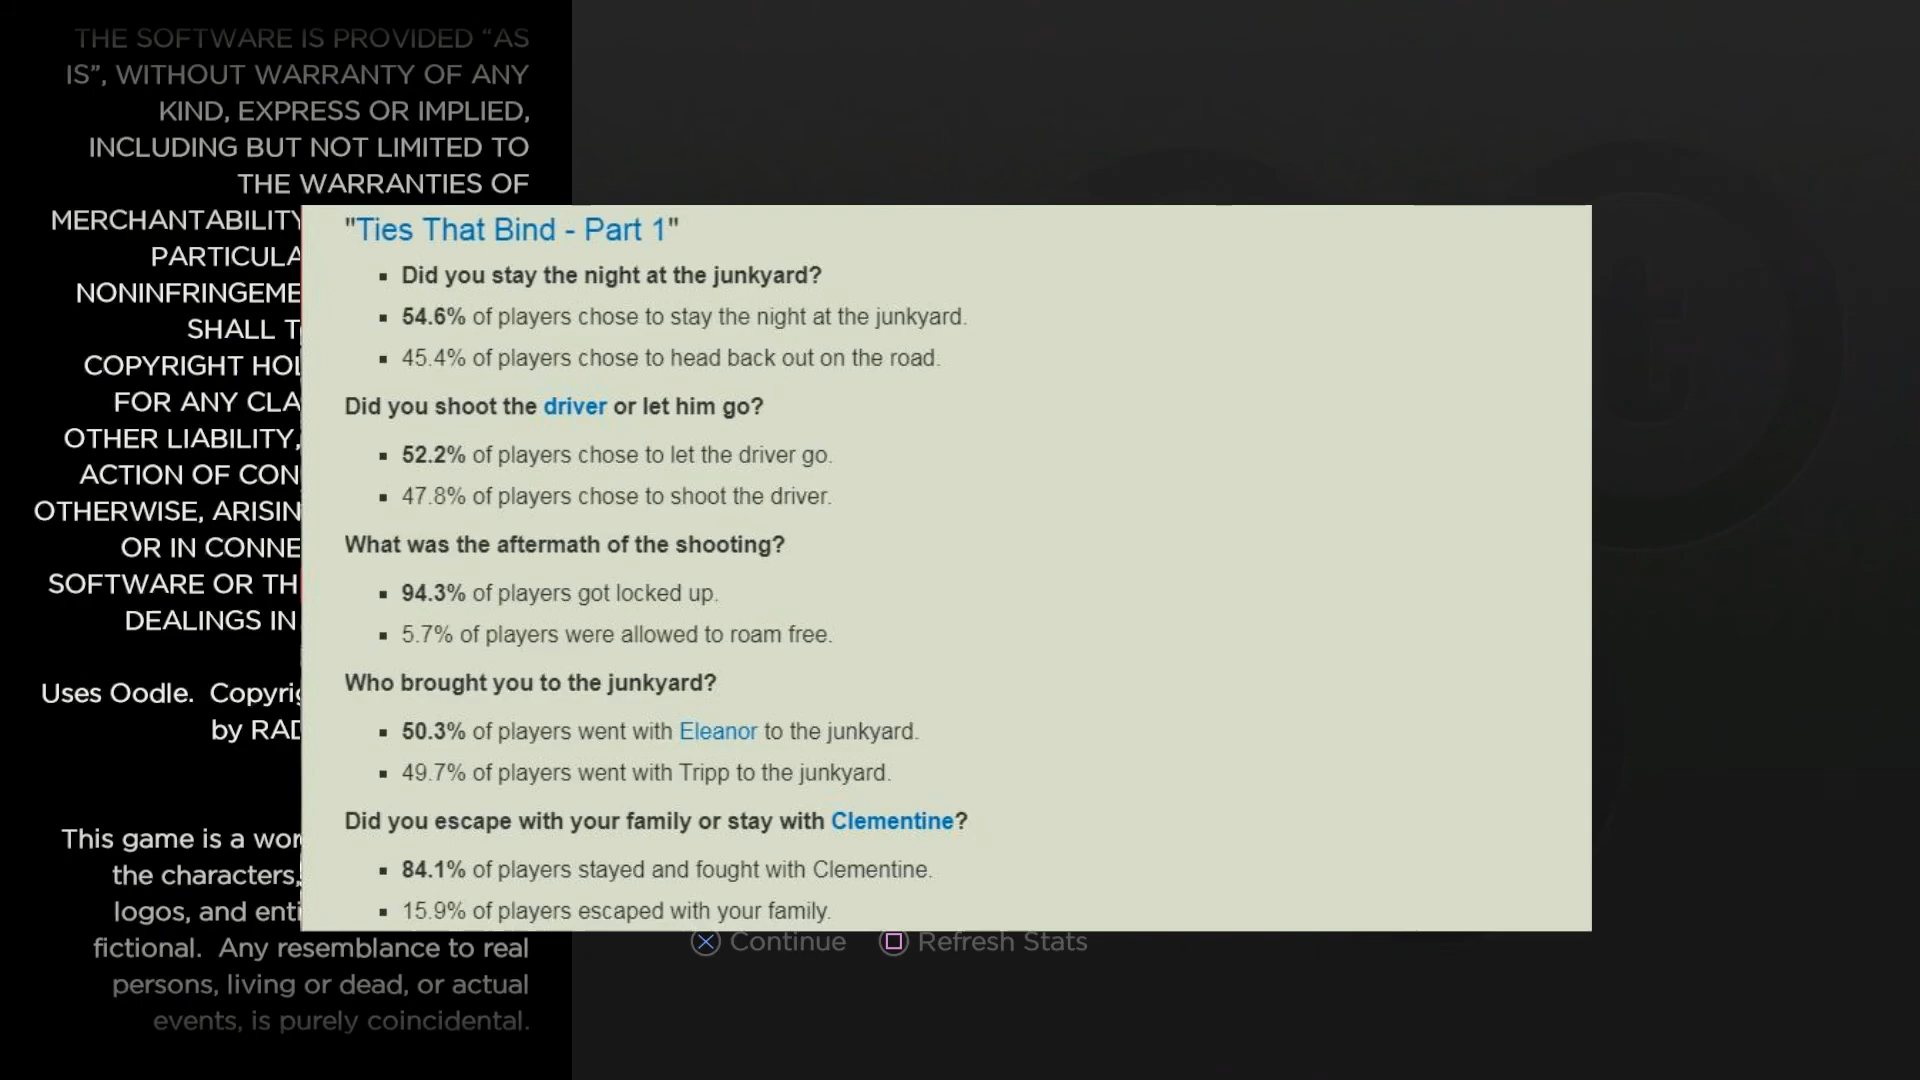 THE SOFTWARE IS PROVIDED “AS
IS”, WITHOUT WARRANTY OF ANY
KIND, EXPRESS OR IMPLIED,
INCLUDING BUT NOT LIMITED TO
THE WARRANTIES OF
MERCHANTABILITY
PARTICULA
NONINFRINGEME
SHALL T
COPYRIGHT HOL
FOR ANY CLA
OTHER LIABILITY,
ACTION OF CON
OTHERWISE, ARISIN
OR IN CONNE
SOFTWARE OR TH
DEALINGS IN
Uses Oodle. Copyrig
by RAD
This game is a wor
the characters,
logos, and enti
fictional. Any resemblance to real
persons, living or dead, or actual
events, is purely coincidental.
"Ties That Bind - Part 1"
Did you stay the night at the junkyard?
54.6% of players chose to stay the night at the junkyard.
45.4% of players chose to head back out on the road.
Did you shoot the driver or let him go?
52.2% of players chose to let the driver go.
47.8% of players chose to shoot the driver.
What was the aftermath of the shooting?
94.3% of players got locked up.
5.7% of players were allowed to roam free.
Who brought you to the junkyard?
50.3% of players went with Eleanor to the junkyard.
49.7% of players went with Tripp to the junkyard.
Did you escape with your family or stay with Clementine?
84.1% of players stayed and fought with Clementine.
15.9% of players escaped with your family.
Continue Refresh Stats